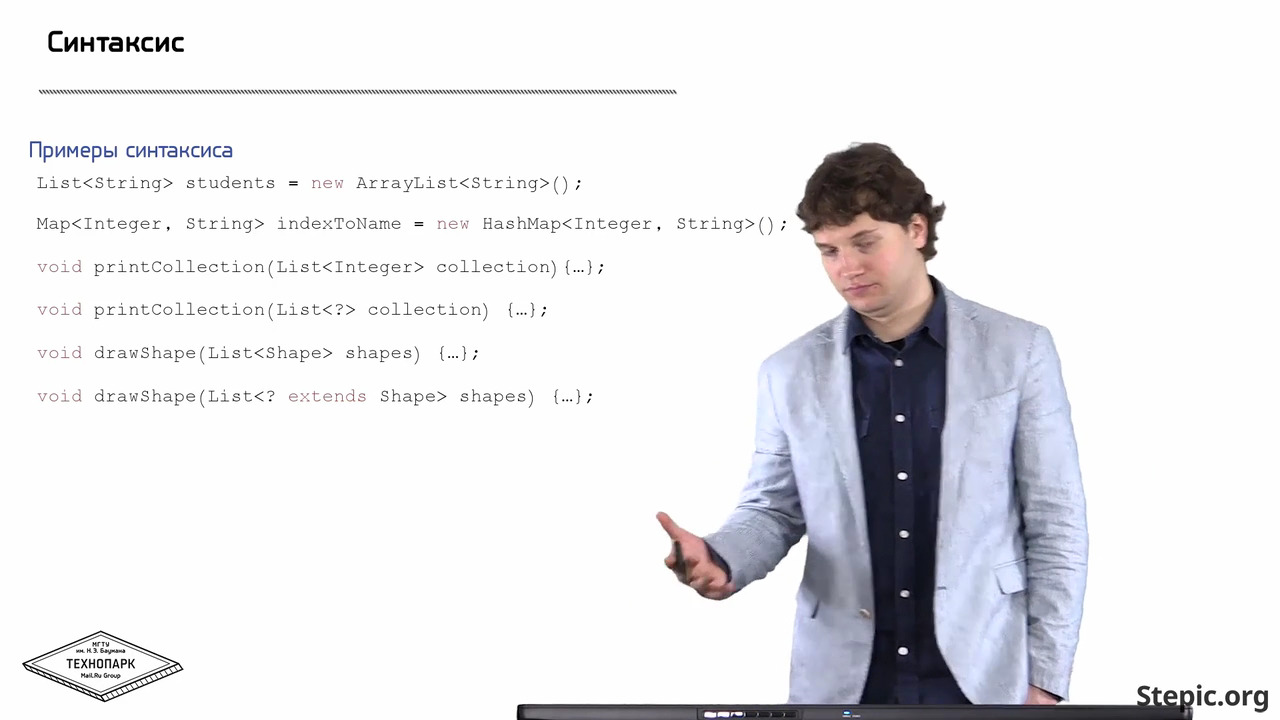 Синтаксис
Примеры синтаксиса
List<String> students = new ArrayList<String>();
Map<Integer, String> indexToName = new HashMap<Integer, String>();
void printCollection(List<Integer> collection){…};
void printCollection(List<?> collection) {…};
void drawShape(List<Shape> shapes) {…};
void drawShape(List<? extends Shape> shapes) {…};
МГТУ
им. Н.Э. Баумана
ТЕХНОПАРК
Mail.Ru Group
Stepic.org